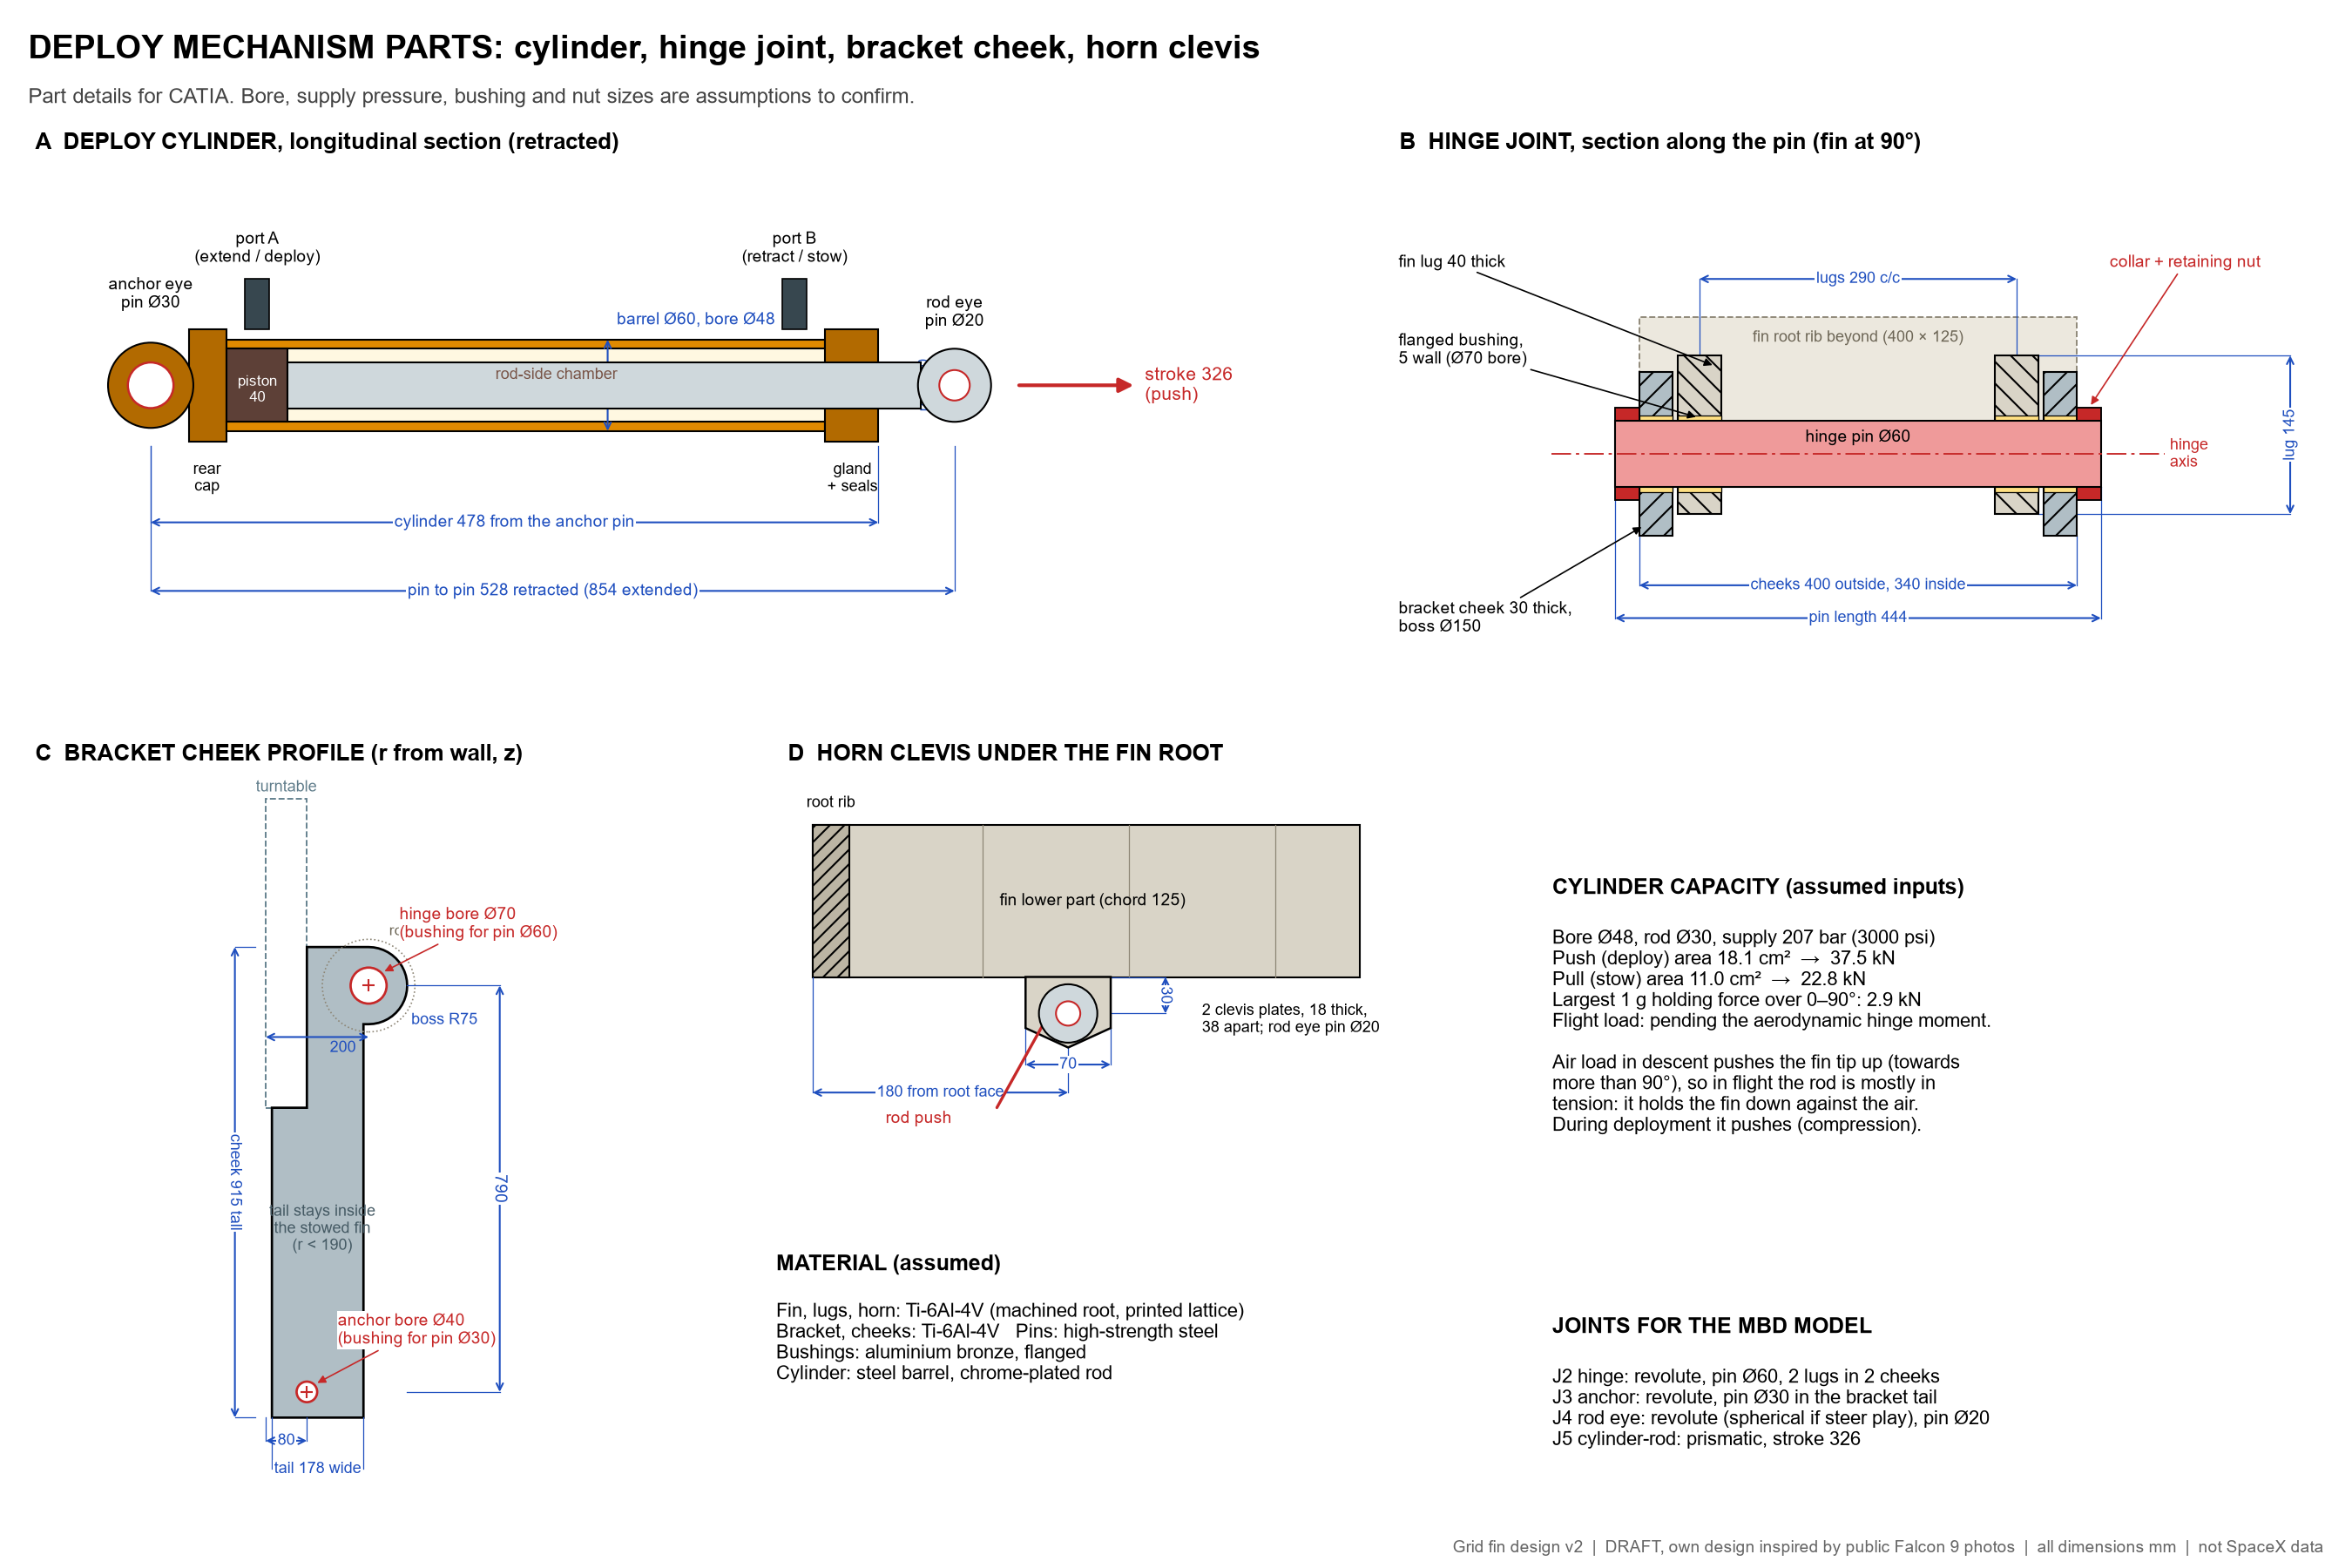 DEPLOY MECHANISM PARTS: cylinder, hinge joint, bracket cheek, horn clevis
Part details for CATIA. Bore, supply pressure, bushing and nut sizes are assumptions to confirm.
A DEPLOY CYLINDER, longitudinal section (retracted)
port A
(extend / deploy)
port B
(retract / stow)
anchor eye
pin Ø30
barrel Ø60, bore Ø48
rod eye
pin Ø20
piston
40
rod-side chamber
stroke 326
(push)
rear
cap
gland
+ seals
cylinder 478 from the anchor pin
pin to pin 528 retracted (854 extended)
B HINGE JOINT, section along the pin (fin at 90°)
fin lug 40 thick
lugs 290 c/c
collar + retaining nut
flanged bushing,
5 wall (Ø70 bore)
fin root rib beyond (400 × 125)
hinge pin Ø60
hinge
axis
lug 145
cheeks 400 outside, 340 inside
bracket cheek 30 thick,
boss Ø150
pin length 444
C BRACKET CHEEK PROFILE (r from wall, z)
turntable
hinge bore Ø70
(bushing for pin Ø60)
boss R75
200
cheek 915 tall
790
tail stays inside
the stowed fin
(r < 190)
anchor bore Ø40
(bushing for pin Ø30)
80
tail 178 wide
D HORN CLEVIS UNDER THE FIN ROOT
root rib
fin lower part (chord 125)
30
2 clevis plates, 18 thick,
38 apart; rod eye pin Ø20
70
180 from root face
rod push
MATERIAL (assumed)
Fin, lugs, horn: Ti-6Al-4V (machined root, printed lattice)
Bracket, cheeks: Ti-6Al-4V Pins: high-strength steel
Bushings: aluminium bronze, flanged
Cylinder: steel barrel, chrome-plated rod
CYLINDER CAPACITY (assumed inputs)
Bore Ø48, rod Ø30, supply 207 bar (3000 psi)
Push (deploy) area 18.1 cm² → 37.5 kN
Pull (stow) area 11.0 cm² → 22.8 kN
Largest 1 g holding force over 0–90°: 2.9 kN
Flight load: pending the aerodynamic hinge moment.
Air load in descent pushes the fin tip up (towards
more than 90°), so in flight the rod is mostly in
tension: it holds the fin down against the air.
During deployment it pushes (compression).
JOINTS FOR THE MBD MODEL
J2 hinge: revolute, pin Ø60, 2 lugs in 2 cheeks
J3 anchor: revolute, pin Ø30 in the bracket tail
J4 rod eye: revolute (spherical if steer play), pin Ø20
J5 cylinder-rod: prismatic, stroke 326
Grid fin design v2 | DRAFT, own design inspired by public Falcon 9 photos | all dimensions mm | not SpaceX data